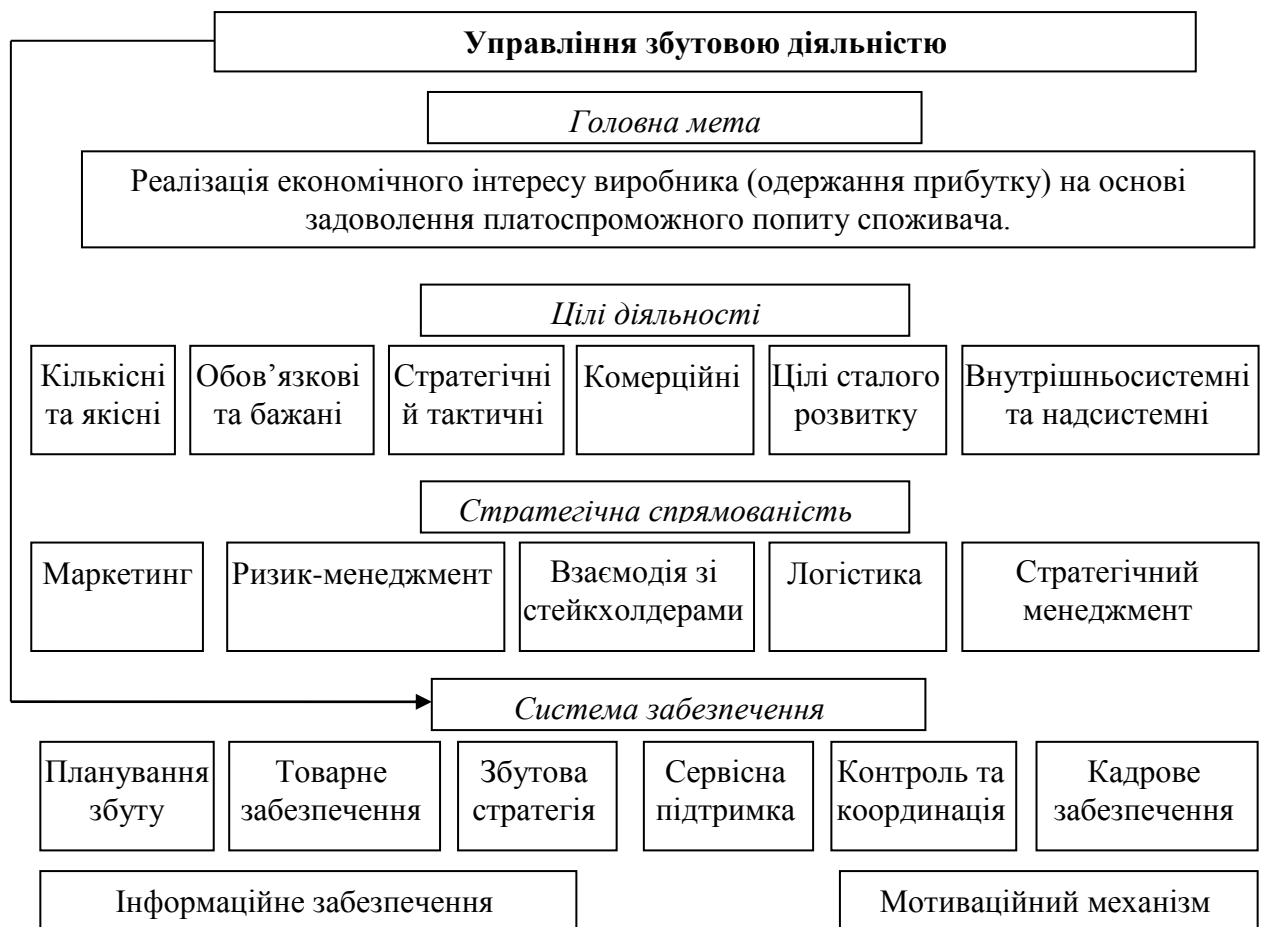 Управління збутовою діяльністю
Головна мета
Реалізація економічного інтересу виробника (одержання прибутку) на основі
задоволення платоспроможного попиту споживача.
Цілі діяльності
Кількісні
та якісні
Обов’язкові
та бажані
Стратегічні
й тактичні
Комерційні
Цілі сталого
розвитку
Внутрішньосистемні
та надсистемні
Стратегічна спрямованість
Маркетинг
Ризик-менеджмент
Взаємодія зі
стейкхолдерами
Логістика
Стратегічний
менеджмент
Система забезпечення
Планування
збуту
Товарне
забезпечення
Збутова
стратегія
Сервісна
підтримка
Контроль та
координація
Кадрове
забезпечення
Інформаційне забезпечення
Мотиваційний механізм